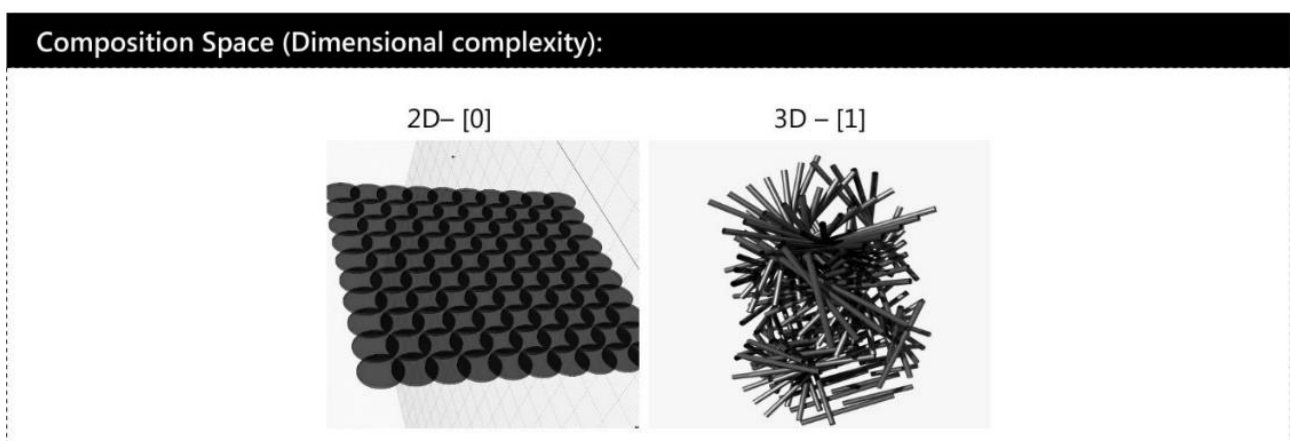 Composition Space (Dimensional complexity):
2D– [0]
3D – [1]